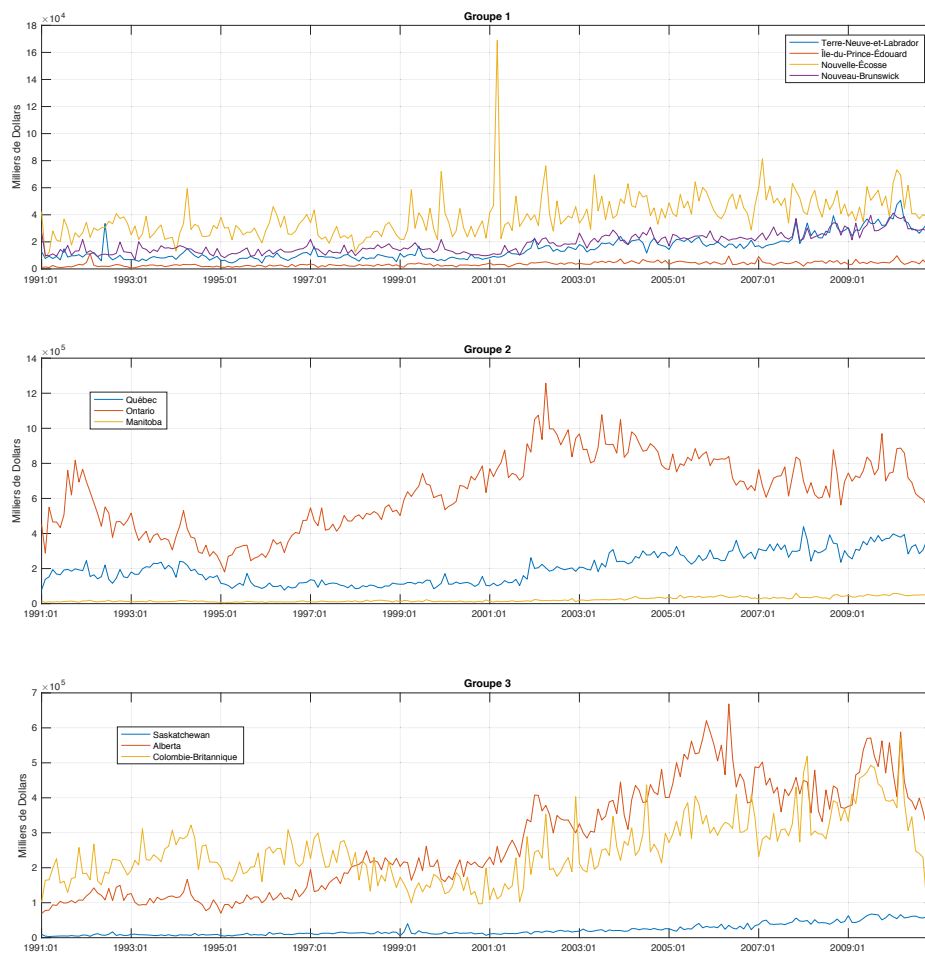 Groupe 1
×10⁴
18
16
14
12
10
8
6
4
2
0
Milliers de Dollars
Terre-Neuve-et-Labrador
Île-du-Prince-Édouard
Nouvelle-Écosse
Nouveau-Brunswick
1991:01 1993:01 1995:01 1997:01 1999:01 2001:01 2003:01 2005:01 2007:01 2009:01
Groupe 2
×10⁵
14
12
10
8
6
4
2
0
Milliers de Dollars
Québec
Ontario
Manitoba
1991:01 1993:01 1995:01 1997:01 1999:01 2001:01 2003:01 2005:01 2007:01 2009:01
Groupe 3
×10⁵
7
6
5
4
3
2
1
0
Milliers de Dollars
Saskatchewan
Alberta
Colombie-Britannique
1991:01 1993:01 1995:01 1997:01 1999:01 2001:01 2003:01 2005:01 2007:01 2009:01